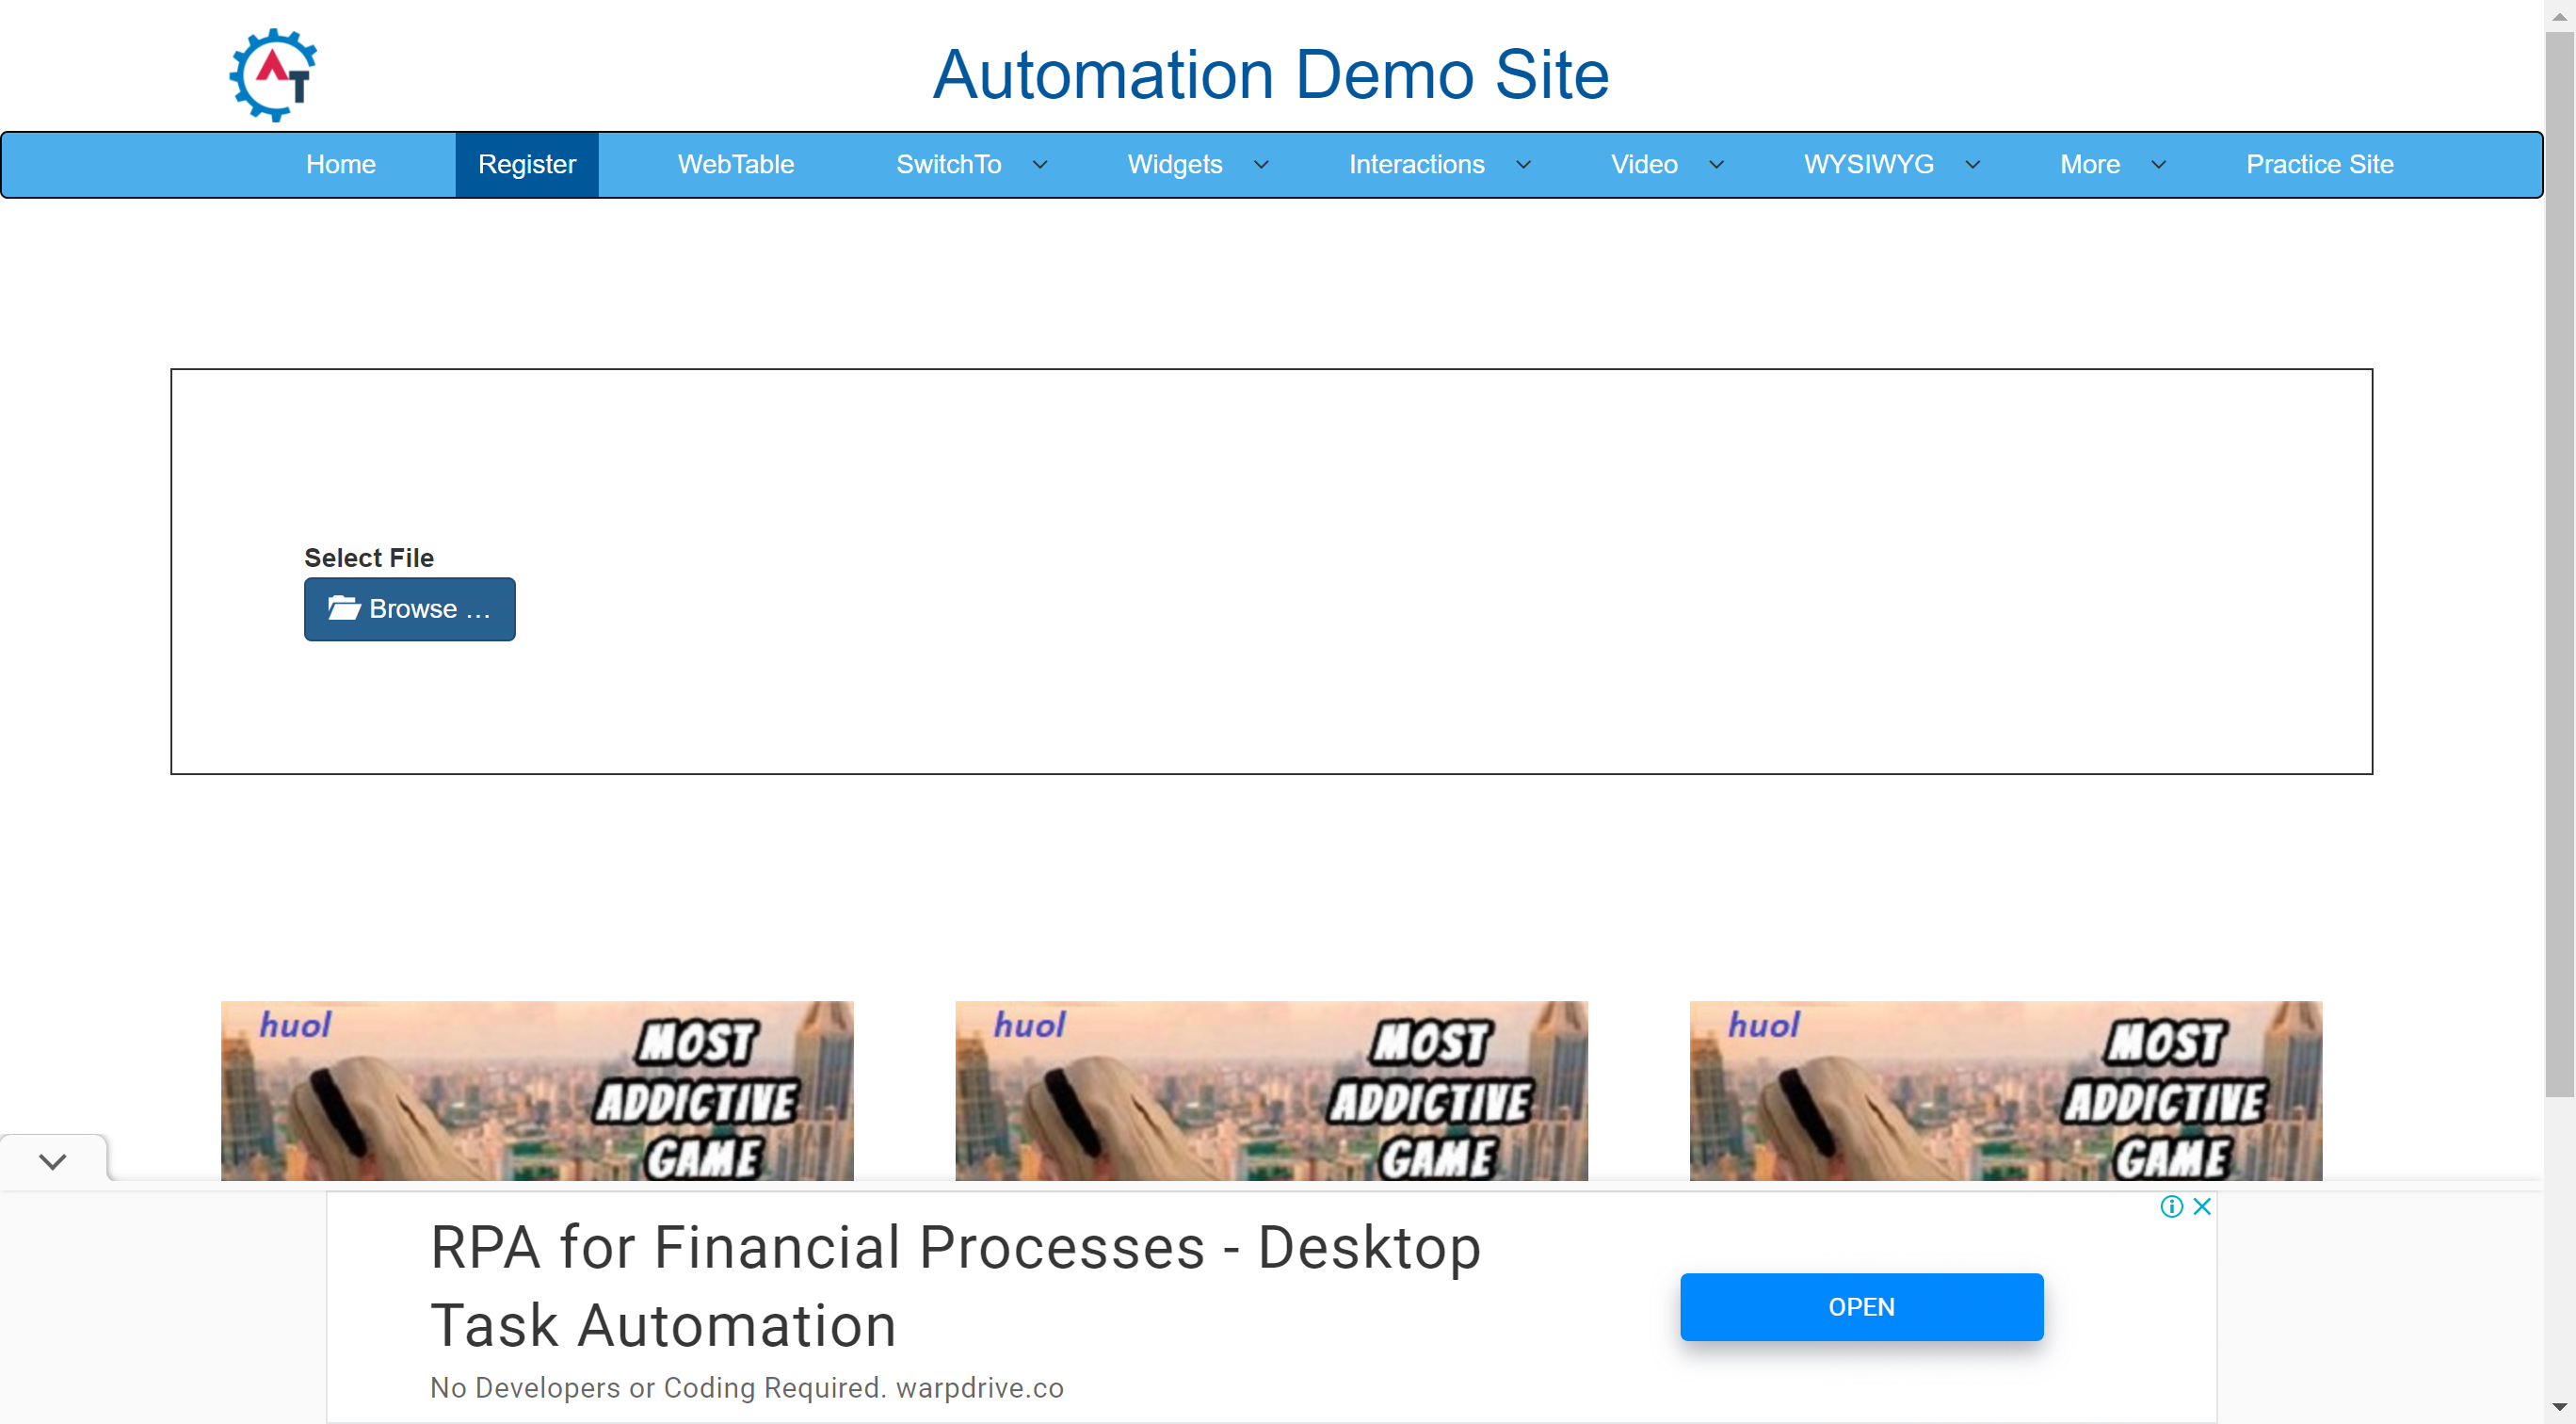 AT
Automation Demo Site
Home Register WebTable SwitchTo Widgets Interactions Video WYSIWYG More Practice Site
Select File
Browse ...
huol
MOST
ADDICTIVE
GAME
huol
MOST
ADDICTIVE
GAME
huol
MOST
ADDICTIVE
GAME
RPA for Financial Processes - Desktop
Task Automation
No Developers or Coding Required. warpdrive.co
OPEN